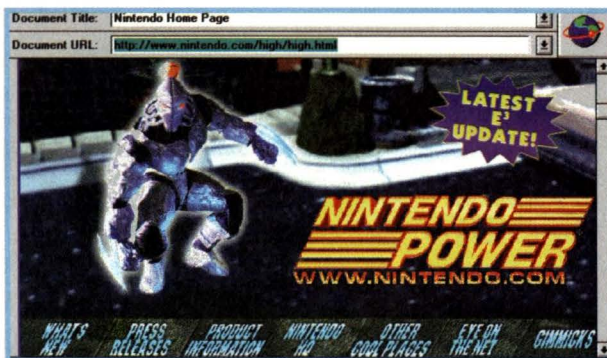 Document Title: Nintendo Home Page
Document URL: http://www.nintendo.com/high/high.html
LATEST
E³
UPDATE!
NINTENDO
POWER
WWW.NINTENDO.COM
WHAT'S NEW
PRESS RELEASES
PRODUCT INFORMATION
NINTENDO HQ
OTHER COOL PLACES
EYE ON THE NET
GIMMICKS